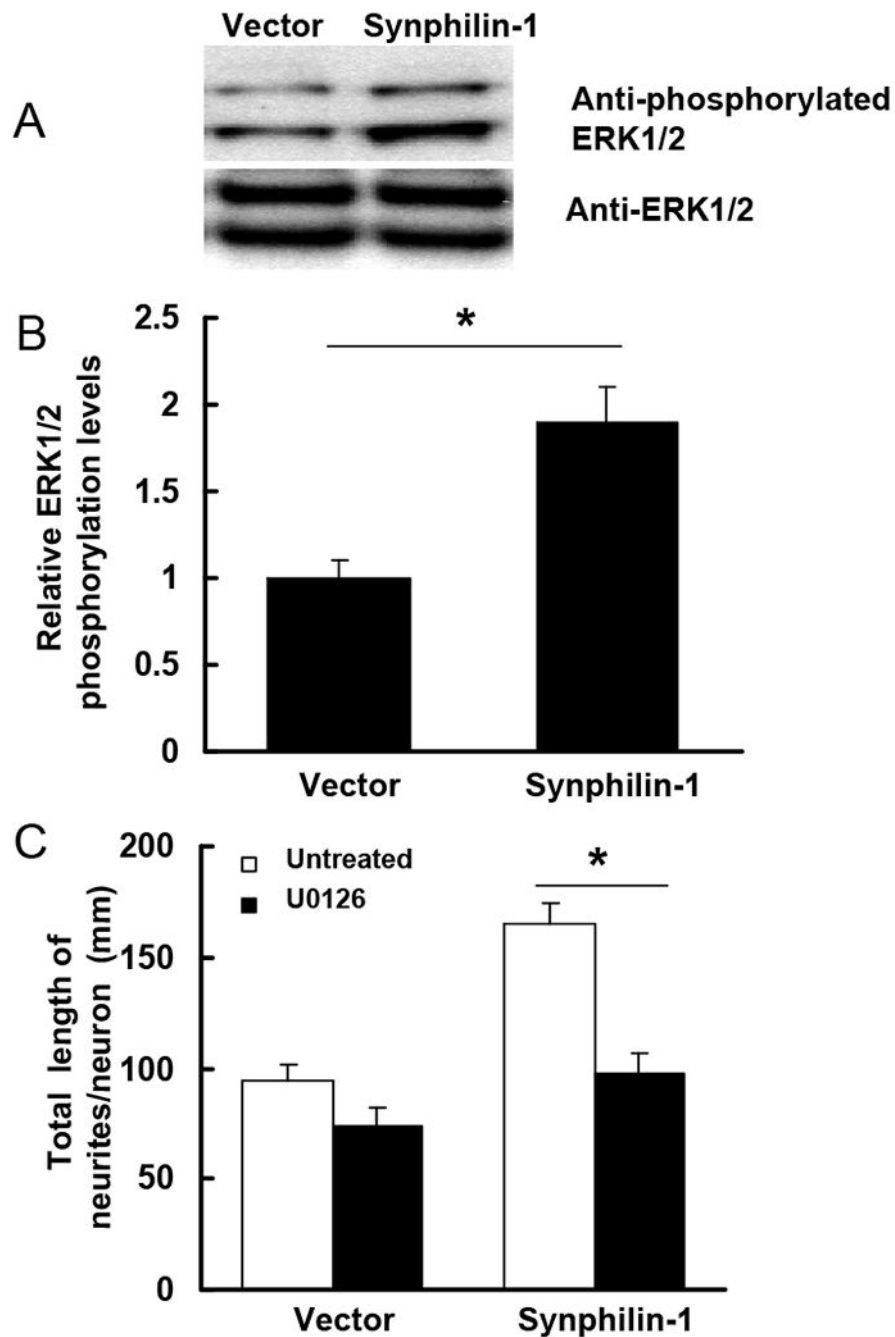 Vector Synphilin-1
A
Anti-phosphorylated
ERK1/2
Anti-ERK1/2
B
Relative ERK1/2
phosphorylation levels
2.5
2
1.5
1
0.5
0
*
Vector Synphilin-1
C
Total length of
neurites/neuron (mm)
200
150
100
50
0
Untreated
U0126
*
Vector Synphilin-1